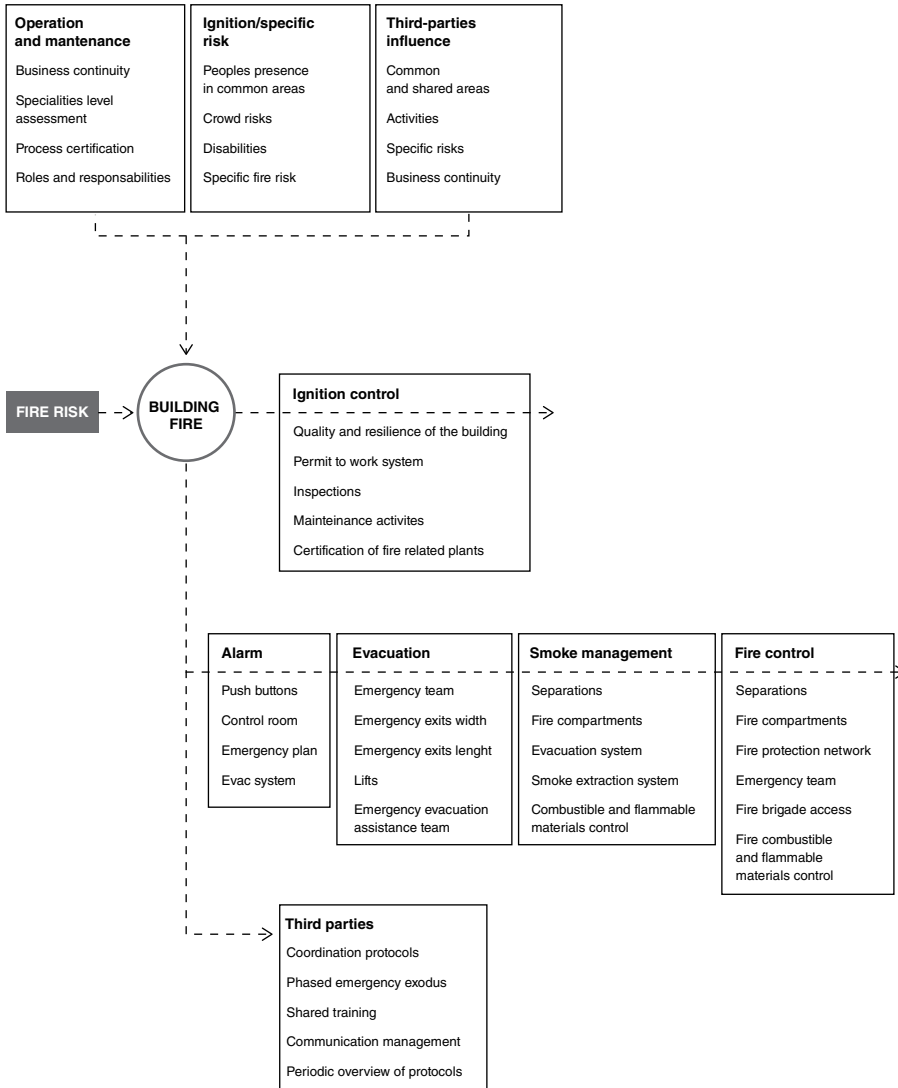 Operation
and mantenance
Business continuity
Specialities level
assessment
Process certification
Roles and responsabilities
Ignition/specific
risk
Peoples presence
in common areas
Crowd risks
Disabilities
Specific fire risk
Third-parties
influence
Common
and shared areas
Activities
Specific risks
Business continuity
FIRE RISK
BUILDING
FIRE
Ignition control
Quality and resilience of the building
Permit to work system
Inspections
Mainteinance activites
Certification of fire related plants
Alarm
Push buttons
Control room
Emergency plan
Evac system
Evacuation
Emergency team
Emergency exits width
Emergency exits lenght
Lifts
Emergency evacuation
assistance team
Smoke management
Separations
Fire compartments
Evacuation system
Smoke extraction system
Combustible and flammable
materials control
Fire control
Separations
Fire compartments
Fire protection network
Emergency team
Fire brigade access
Fire combustible
and flammable
materials control
Third parties
Coordination protocols
Phased emergency exodus
Shared training
Communication management
Periodic overview of protocols